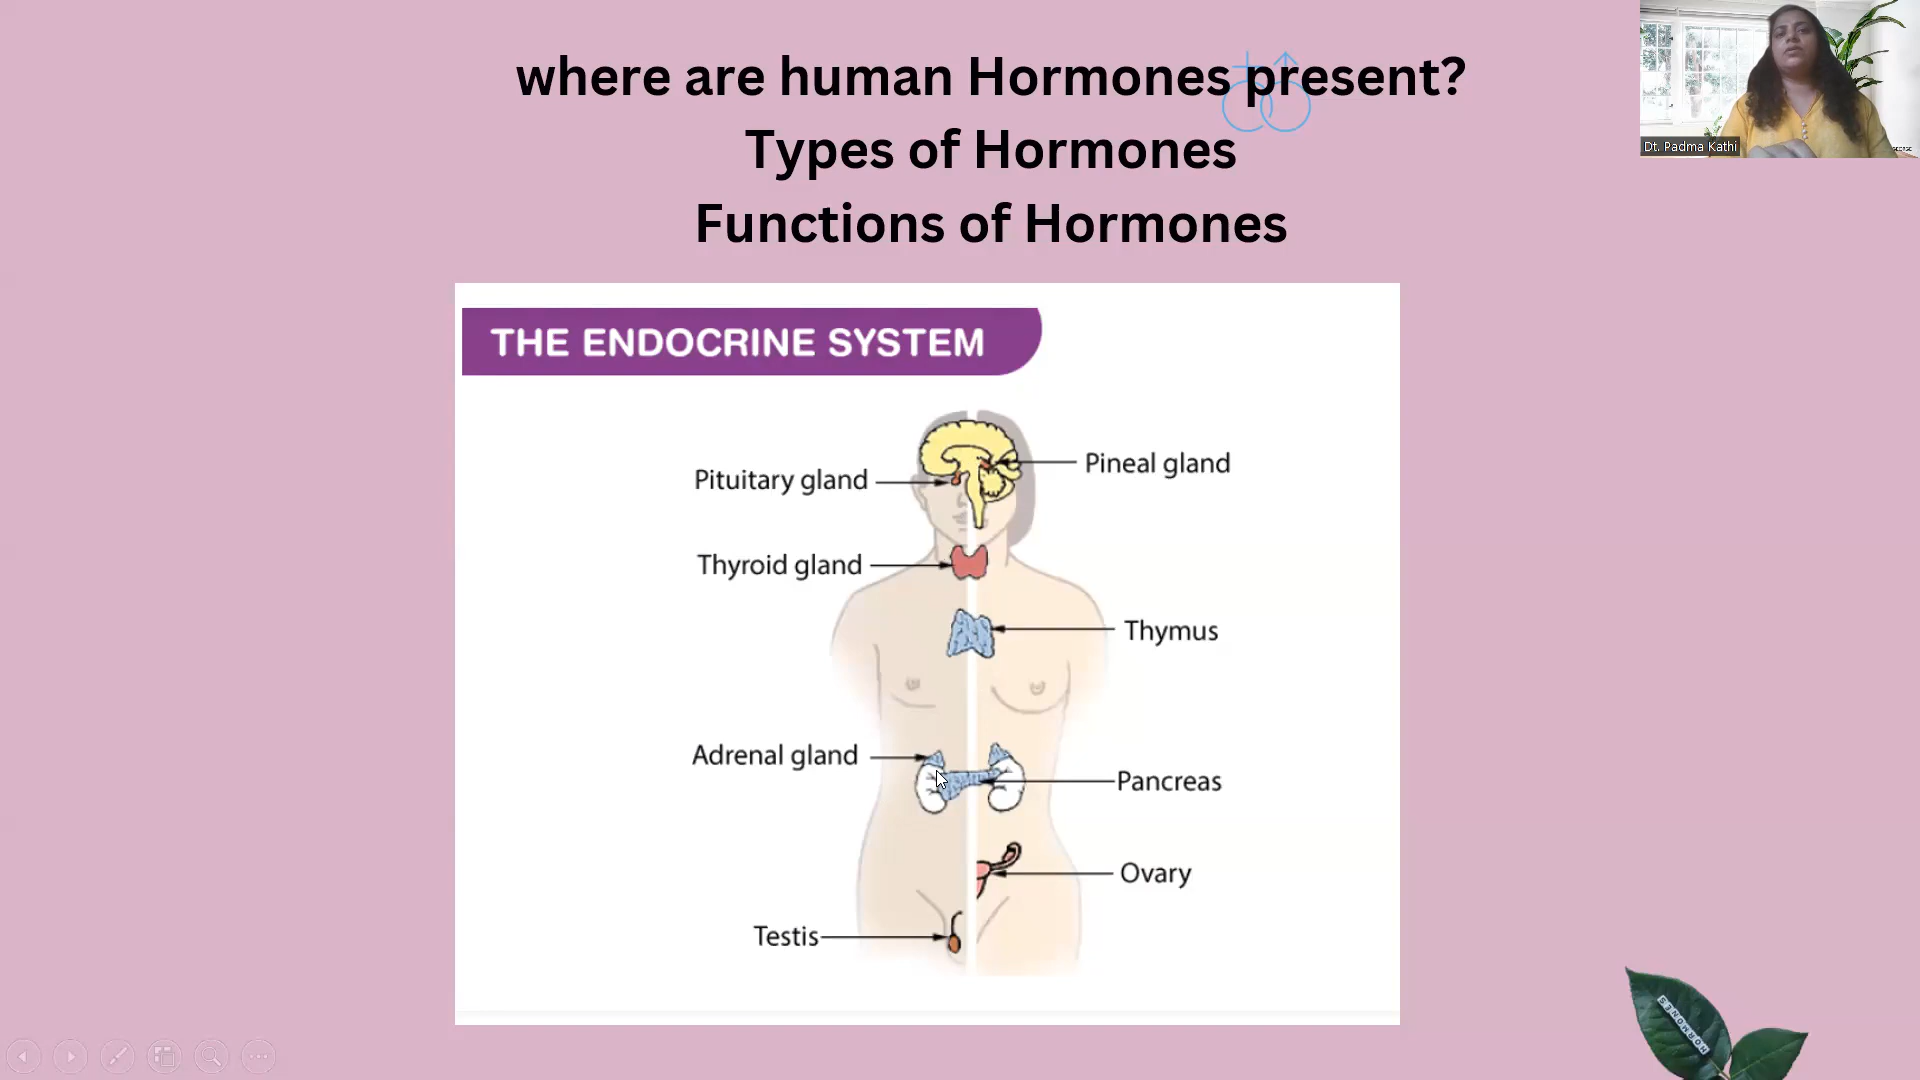 where are human Hormones present?
Types of Hormones
Functions of Hormones
Dt. Padma Kathi
THE ENDOCRINE SYSTEM
Pineal gland
Pituitary gland
Thyroid gland
Thymus
Adrenal gland
Pancreas
Ovary
Testis
HORMONES